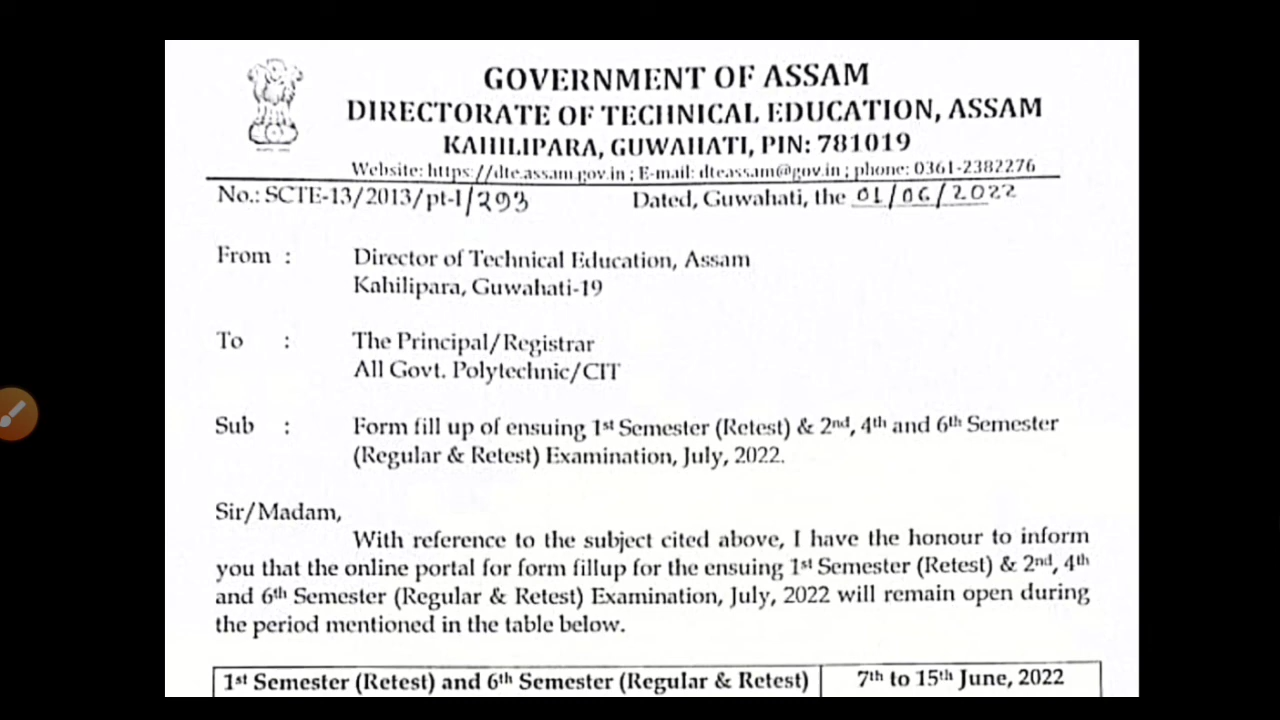 GOVERNMENT OF ASSAM
DIRECTORATE OF TECHNICAL EDUCATION, ASSAM
KAHILIPARA, GUWAHATI, PIN: 781019
Website: https://dte.assam.gov.in ; E-mail: dteassam@gov.in ; phone: 0361-2382276
No.: SCTE-13/2013/pt-I/293 Dated, Guwahati, the 01/06/2022
From : Director of Technical Education, Assam
Kahilipara, Guwahati-19
To : The Principal/Registrar
All Govt. Polytechnic/CIT
Sub : Form fill up of ensuing 1st Semester (Retest) & 2nd, 4th and 6th Semester
(Regular & Retest) Examination, July, 2022.
Sir/Madam,
With reference to the subject cited above, I have the honour to inform
you that the online portal for form fillup for the ensuing 1st Semester (Retest) & 2nd, 4th
and 6th Semester (Regular & Retest) Examination, July, 2022 will remain open during
the period mentioned in the table below.
1st Semester (Retest) and 6th Semester (Regular & Retest) 7th to 15th June, 2022